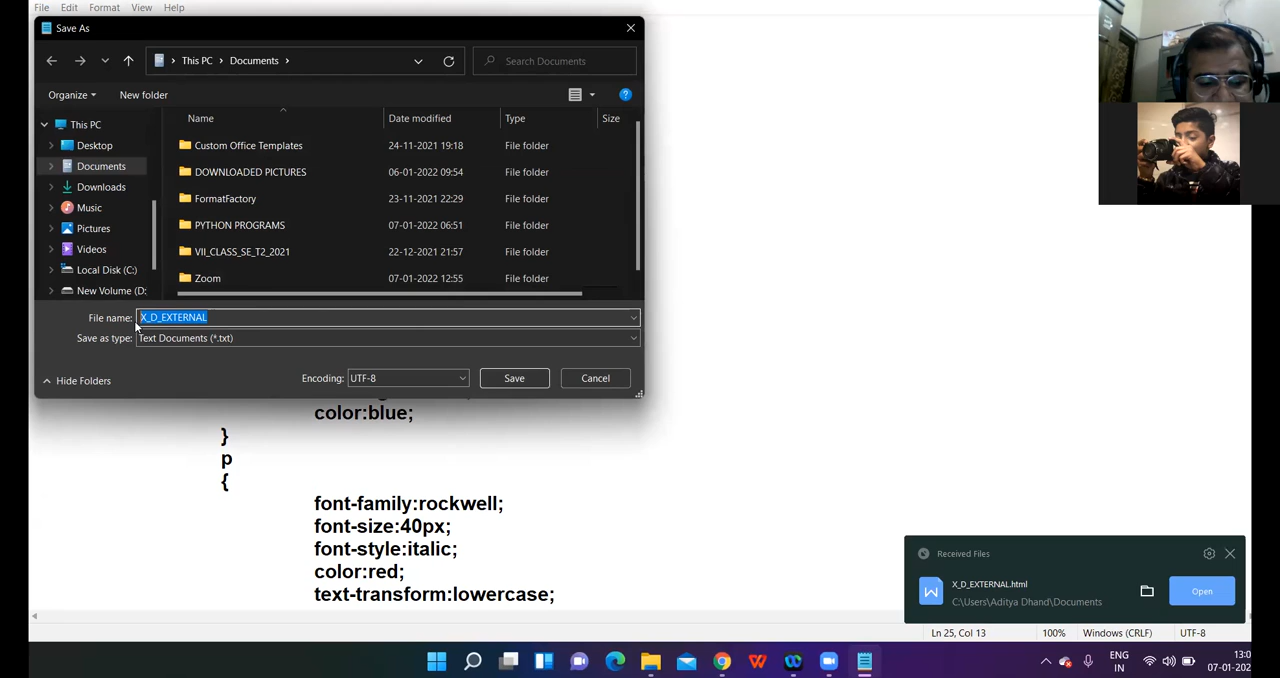 File Edit Format View Help
Save As
This PC Documents
Search Documents
Organize New folder
Name Date modified Type Size
This PC
Desktop
Documents
Downloads
Music
Pictures
Videos
Local Disk (C:)
New Volume (D:
Custom Office Templates 24-11-2021 19:18 File folder
DOWNLOADED PICTURES 06-01-2022 09:54 File folder
FormatFactory 23-11-2021 22:29 File folder
PYTHON PROGRAMS 07-01-2022 06:51 File folder
VII_CLASS_SE_T2_2021 22-12-2021 21:57 File folder
Zoom 07-01-2022 12:55 File folder
File name: X_D_EXTERNAL
Save as type: Text Documents (*.txt)
Hide Folders Encoding: UTF-8 Save Cancel
color:blue;
}
p
{
font-family:rockwell;
font-size:40px;
font-style:italic;
color:red;
text-transform:lowercase;
Received Files
X_D_EXTERNAL.html
C:\Users\Aditya Dhand\Documents
Open
Ln 25, Col 13 100% Windows (CRLF) UTF-8
ENG
IN
13:0
07-01-202